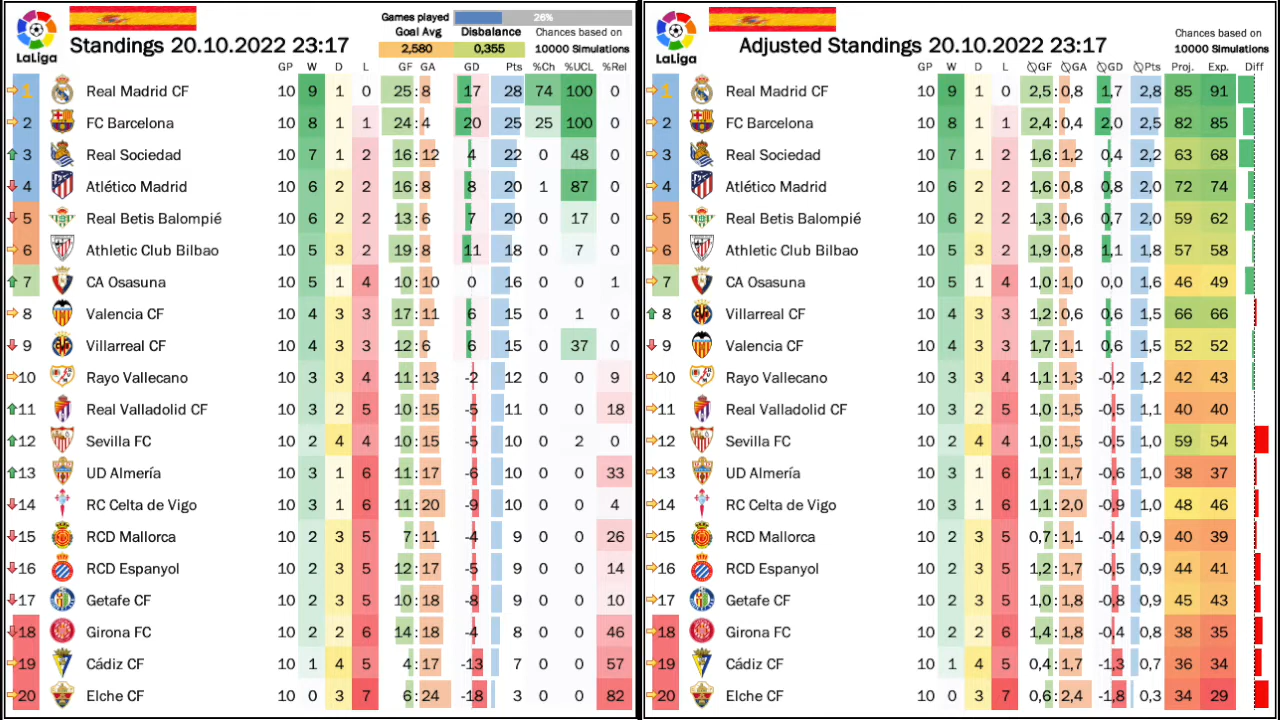 LaLiga
Standings 20.10.2022 23:17
Games played 26%
Goal Avg Disbalance Chances based on
2,580 0,355 10000 Simulations
GP W D L GF GA GD Pts %Ch %UCL %Rel
1 Real Madrid CF 10 9 1 0 25 : 8 17 28 74 100 0
2 FC Barcelona 10 8 1 1 24 : 4 20 25 25 100 0
3 Real Sociedad 10 7 1 2 16 : 12 4 22 0 48 0
4 Atlético Madrid 10 6 2 2 16 : 8 8 20 1 87 0
5 Real Betis Balompié 10 6 2 2 13 : 6 7 20 0 17 0
6 Athletic Club Bilbao 10 5 3 2 19 : 8 11 18 0 7 0
7 CA Osasuna 10 5 1 4 10 : 10 0 16 0 0 1
8 Valencia CF 10 4 3 3 17 : 11 6 15 0 1 0
9 Villarreal CF 10 4 3 3 12 : 6 6 15 0 37 0
10 Rayo Vallecano 10 3 3 4 11 : 13 -2 12 0 0 9
11 Real Valladolid CF 10 3 2 5 10 : 15 -5 11 0 0 18
12 Sevilla FC 10 2 4 4 10 : 15 -5 10 0 2 0
13 UD Almería 10 3 1 6 11 : 17 -6 10 0 0 33
14 RC Celta de Vigo 10 3 1 6 11 : 20 -9 10 0 0 4
15 RCD Mallorca 10 2 3 5 7 : 11 -4 9 0 0 26
16 RCD Espanyol 10 2 3 5 12 : 17 -5 9 0 0 14
17 Getafe CF 10 2 3 5 10 : 18 -8 9 0 0 10
18 Girona FC 10 2 2 6 14 : 18 -4 8 0 0 46
19 Cádiz CF 10 1 4 5 4 : 17 -13 7 0 0 57
20 Elche CF 10 0 3 7 6 : 24 -18 3 0 0 82
LaLiga
Adjusted Standings 20.10.2022 23:17
Chances based on
10000 Simulations
GP W D L ∅GF ∅GA ∅GD ∅Pts Proj. Exp. Diff
1 Real Madrid CF 10 9 1 0 2,5 : 0,8 1,7 2,8 85 91
2 FC Barcelona 10 8 1 1 2,4 : 0,4 2,0 2,5 82 85
3 Real Sociedad 10 7 1 2 1,6 : 1,2 0,4 2,2 63 68
4 Atlético Madrid 10 6 2 2 1,6 : 0,8 0,8 2,0 72 74
5 Real Betis Balompié 10 6 2 2 1,3 : 0,6 0,7 2,0 59 62
6 Athletic Club Bilbao 10 5 3 2 1,9 : 0,8 1,1 1,8 57 58
7 CA Osasuna 10 5 1 4 1,0 : 1,0 0,0 1,6 46 49
8 Villarreal CF 10 4 3 3 1,2 : 0,6 0,6 1,5 66 66
9 Valencia CF 10 4 3 3 1,7 : 1,1 0,6 1,5 52 52
10 Rayo Vallecano 10 3 3 4 1,1 : 1,3 -0,2 1,2 42 43
11 Real Valladolid CF 10 3 2 5 1,0 : 1,5 -0,5 1,1 40 40
12 Sevilla FC 10 2 4 4 1,0 : 1,5 -0,5 1,0 59 54
13 UD Almería 10 3 1 6 1,1 : 1,7 -0,6 1,0 38 37
14 RC Celta de Vigo 10 3 1 6 1,1 : 2,0 -0,9 1,0 48 46
15 RCD Mallorca 10 2 3 5 0,7 : 1,1 -0,4 0,9 40 39
16 RCD Espanyol 10 2 3 5 1,2 : 1,7 -0,5 0,9 44 41
17 Getafe CF 10 2 3 5 1,0 : 1,8 -0,8 0,9 45 43
18 Girona FC 10 2 2 6 1,4 : 1,8 -0,4 0,8 38 35
19 Cádiz CF 10 1 4 5 0,4 : 1,7 -1,3 0,7 36 34
20 Elche CF 10 0 3 7 0,6 : 2,4 -1,8 0,3 34 29